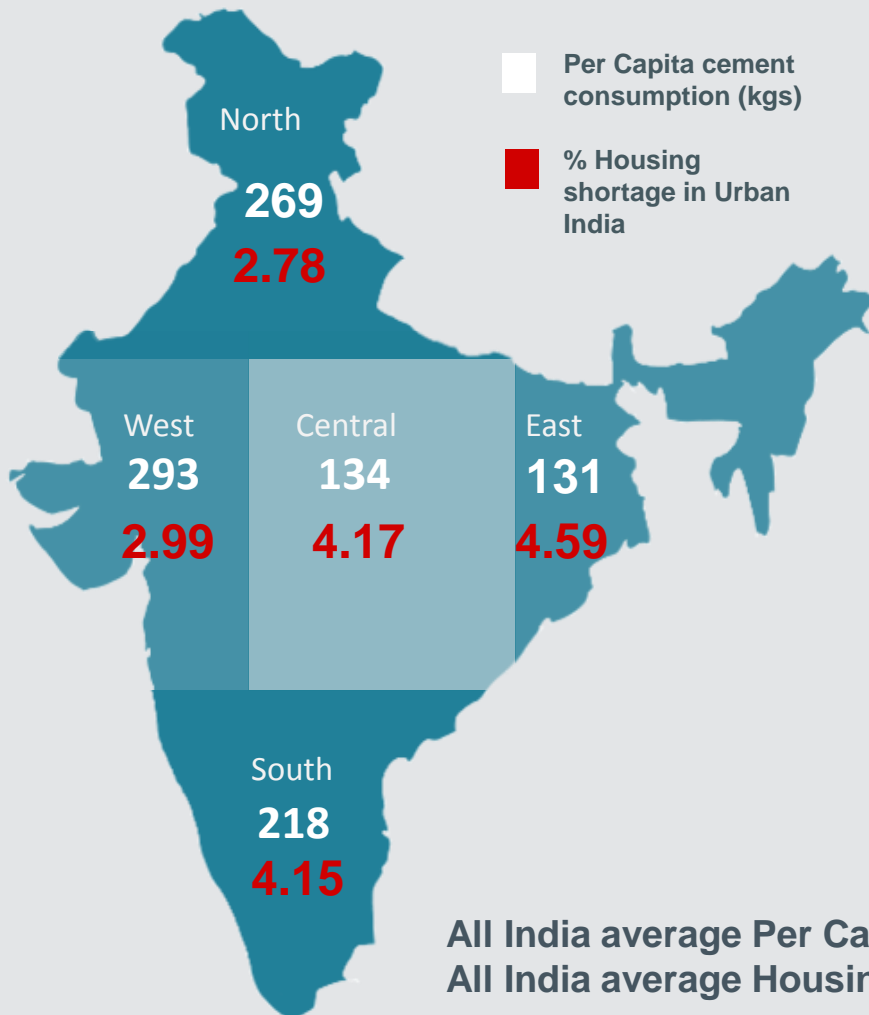 Per Capita cement
consumption (kgs)
% Housing
shortage in Urban
India
North
269
2.78
West
293
2.99
Central
134
4.17
East
131
4.59
South
218
4.15
All India average Per Ca
All India average Housin